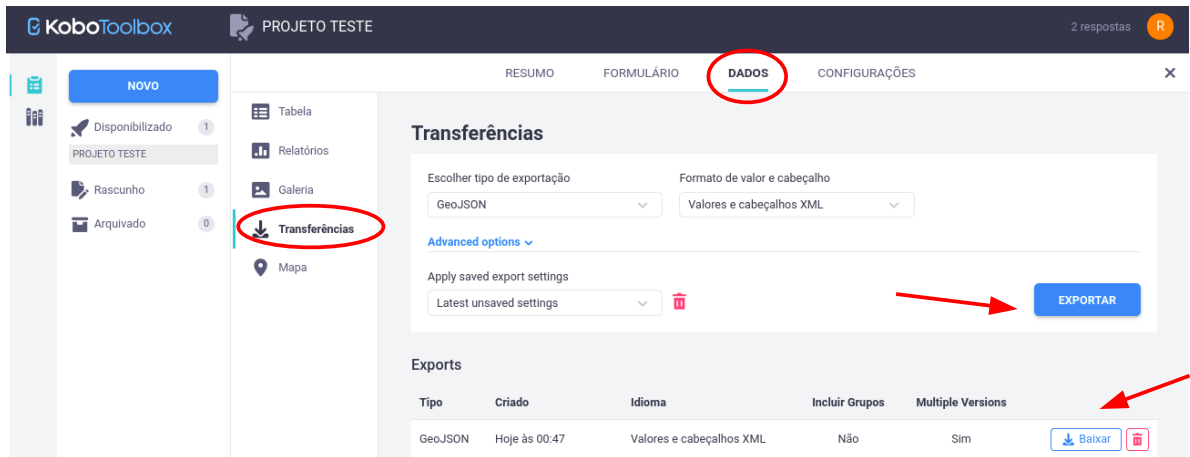 KoboToolbox
PROJETO TESTE
2 respostas
R
NOVO
Disponibilizado 1
PROJETO TESTE
Rascunho 1
Arquivado 0
RESUMO FORMULÁRIO DADOS CONFIGURAÇÕES
Tabela
Relatórios
Galeria
Transferências
Mapa
Transferências
Escolher tipo de exportação Formato de valor e cabeçalho
GeoJSON Valores e cabeçalhos XML
Advanced options
Apply saved export settings
Latest unsaved settings
EXPORTAR
Exports
Tipo Criado Idioma Incluir Grupos Multiple Versions
GeoJSON Hoje às 00:47 Valores e cabeçalhos XML Não Sim Baixar